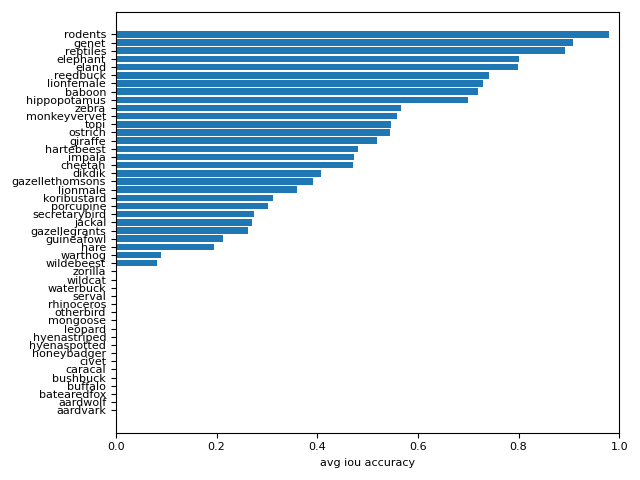 rodents
genet
reptiles
elephant
eland
reedbuck
lionfemale
baboon
hippopotamus
zebra
monkeyvervet
topi
ostrich
giraffe
hartebeest
impala
cheetah
dikdik
gazellethomsons
lionmale
koribustard
porcupine
secretarybird
jackal
gazellegrants
guineafowl
hare
warthog
wildebeest
zorilla
wildcat
waterbuck
serval
rhinoceros
otherbird
mongoose
leopard
hyenastriped
hyenaspotted
honeybadger
civet
caracal
bushbuck
buffalo
batearedfox
aardwolf
aardvark
0.0 0.2 0.4 0.6 0.8 1.0
avg iou accuracy